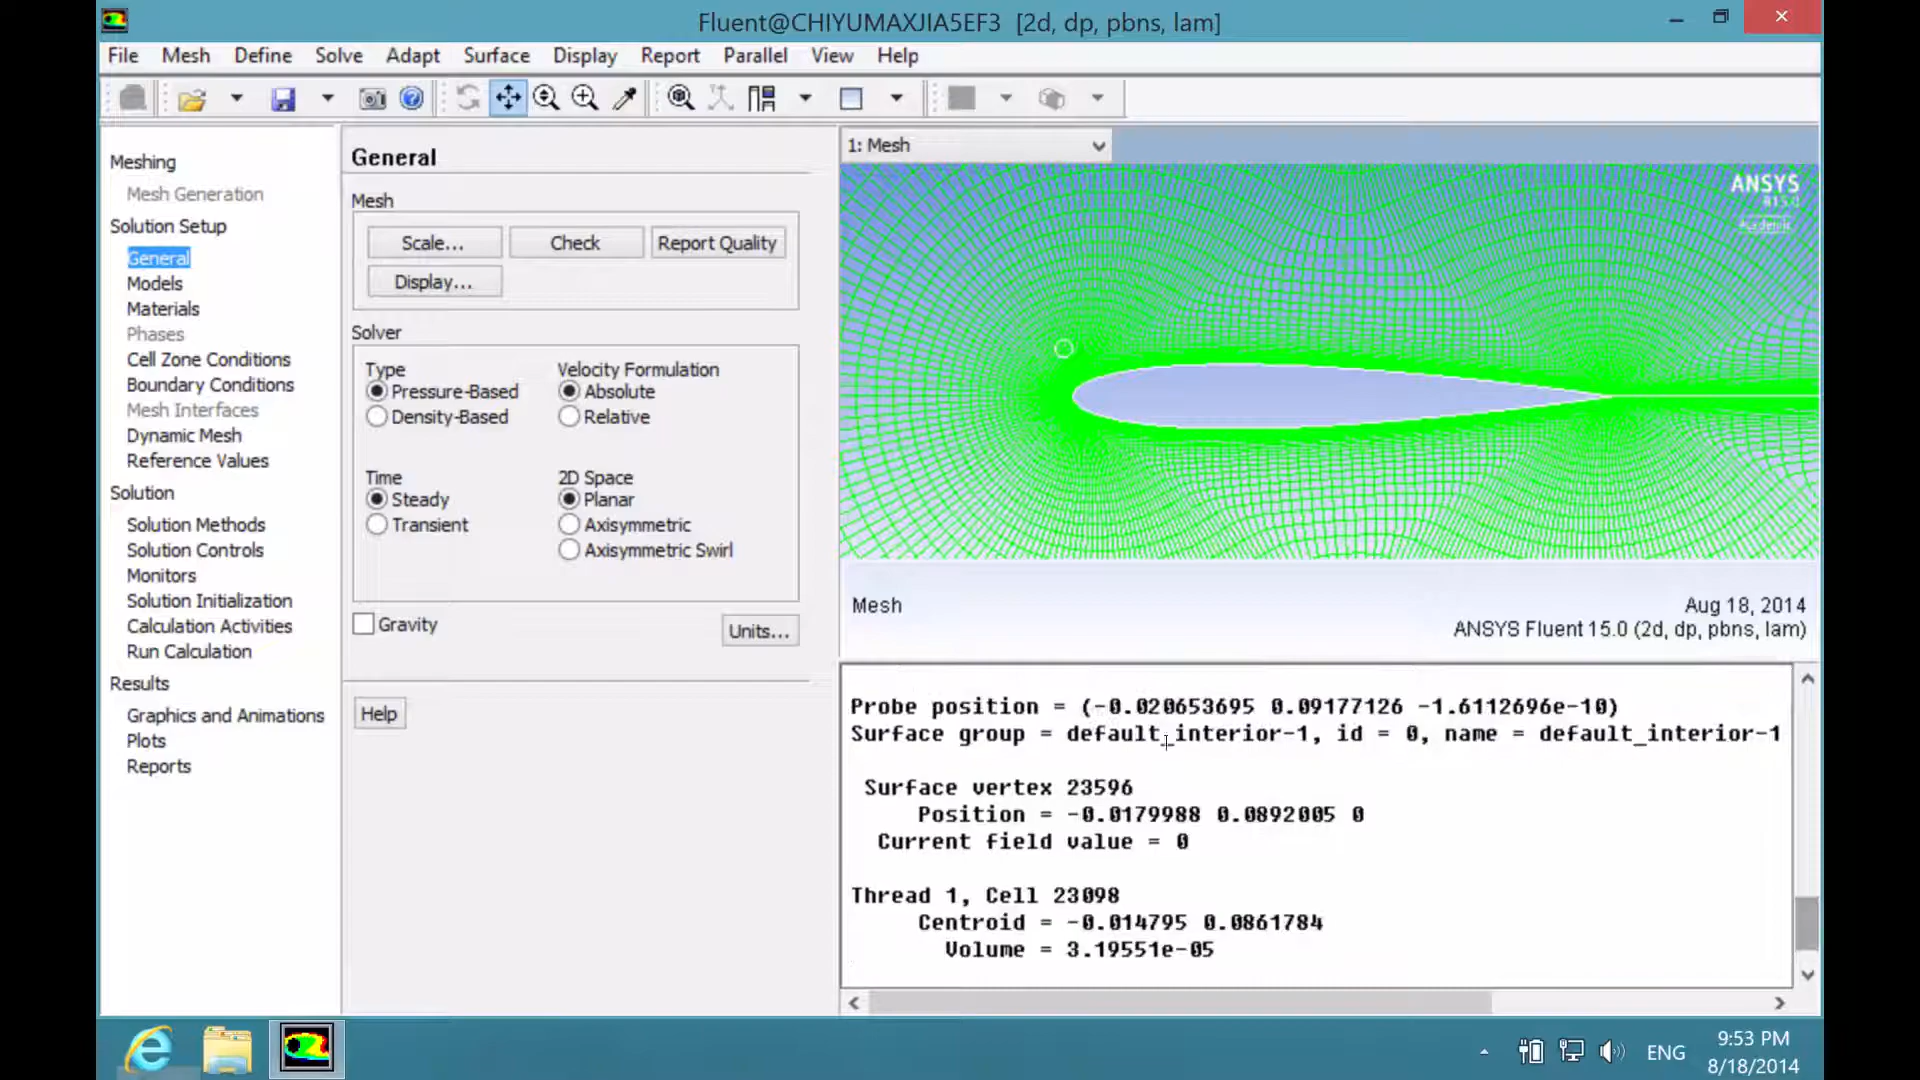 Fluent@CHIYUMAXJIA5EF3 [2d, dp, pbns, lam]
File Mesh Define Solve Adapt Surface Display Report Parallel View Help
Meshing
Mesh Generation
Solution Setup
General
Models
Materials
Phases
Cell Zone Conditions
Boundary Conditions
Mesh Interfaces
Dynamic Mesh
Reference Values
Solution
Solution Methods
Solution Controls
Monitors
Solution Initialization
Calculation Activities
Run Calculation
Results
Graphics and Animations
Plots
Reports
General
Mesh
Scale... Check Report Quality
Display...
Solver
Type Velocity Formulation
Pressure-Based Absolute
Density-Based Relative
Time 2D Space
Steady Planar
Transient Axisymmetric
Axisymmetric Swirl
Gravity Units...
Help
1: Mesh
ANSYS
R15.0
Academic
Mesh Aug 18, 2014
ANSYS Fluent 15.0 (2d, dp, pbns, lam)
Probe position = (-0.020653695 0.09177126 -1.6112696e-10)
Surface group = default_interior-1, id = 0, name = default_interior-1
Surface vertex 23596
Position = -0.0179988 0.0892005 0
Current field value = 0
Thread 1, Cell 23098
Centroid = -0.014795 0.0861784
Volume = 3.19551e-05
ENG
9:53 PM
8/18/2014